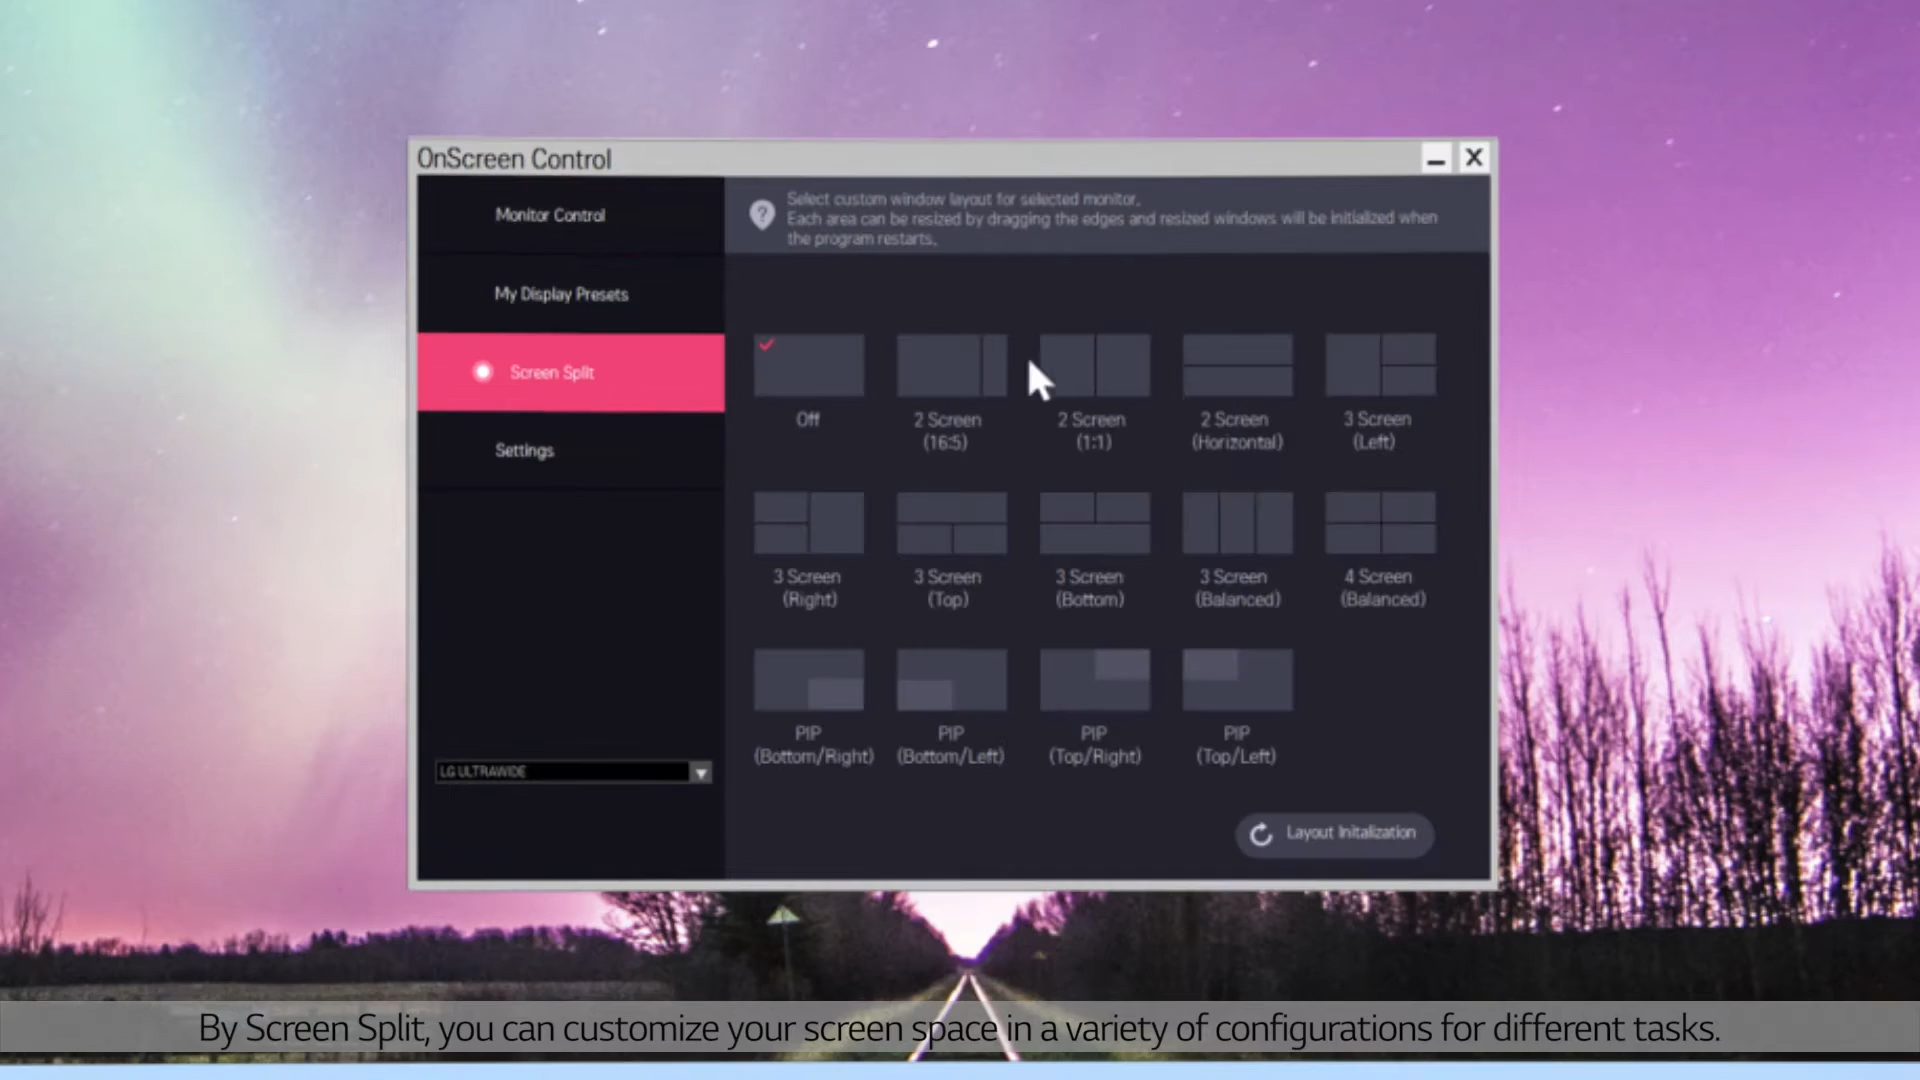 OnScreen Control
Monitor Control
My Display Presets
Screen Split
Settings
LG ULTRAWIDE
Select custom window layout for selected monitor.
Each area can be resized by dragging the edges and resized windows will be initialized when
the program restarts.
Off
2 Screen
(16:5)
2 Screen
(1:1)
2 Screen
(Horizontal)
3 Screen
(Left)
3 Screen
(Right)
3 Screen
(Top)
3 Screen
(Bottom)
3 Screen
(Balanced)
4 Screen
(Balanced)
PIP
(Bottom/Right)
PIP
(Bottom/Left)
PIP
(Top/Right)
PIP
(Top/Left)
Layout Initalization
By Screen Split, you can customize your screen space in a variety of configurations for different tasks.